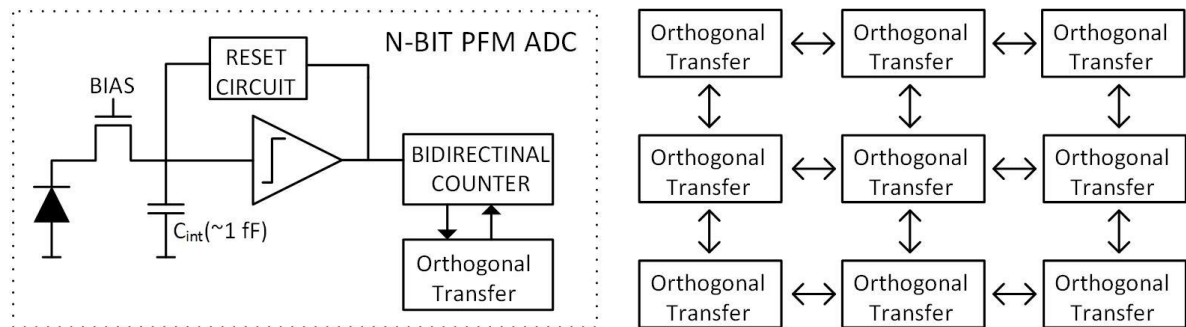 N-BIT PFM ADC
RESET
CIRCUIT
BIAS
BIDIRECTINAL
COUNTER
Cint(~1 fF)
Orthogonal
Transfer
Orthogonal
Transfer
Orthogonal
Transfer
Orthogonal
Transfer
Orthogonal
Transfer
Orthogonal
Transfer
Orthogonal
Transfer
Orthogonal
Transfer
Orthogonal
Transfer
Orthogonal
Transfer